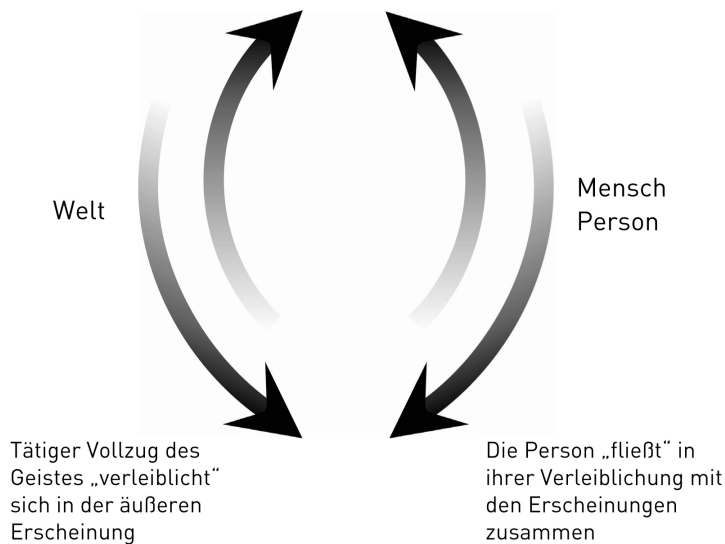 Welt
Mensch
Person
Tätiger Vollzug des
Geistes „verleiblicht“
sich in der äußeren
Erscheinung
Die Person „fließt“ in
ihrer Verleiblichung mit
den Erscheinungen
zusammen